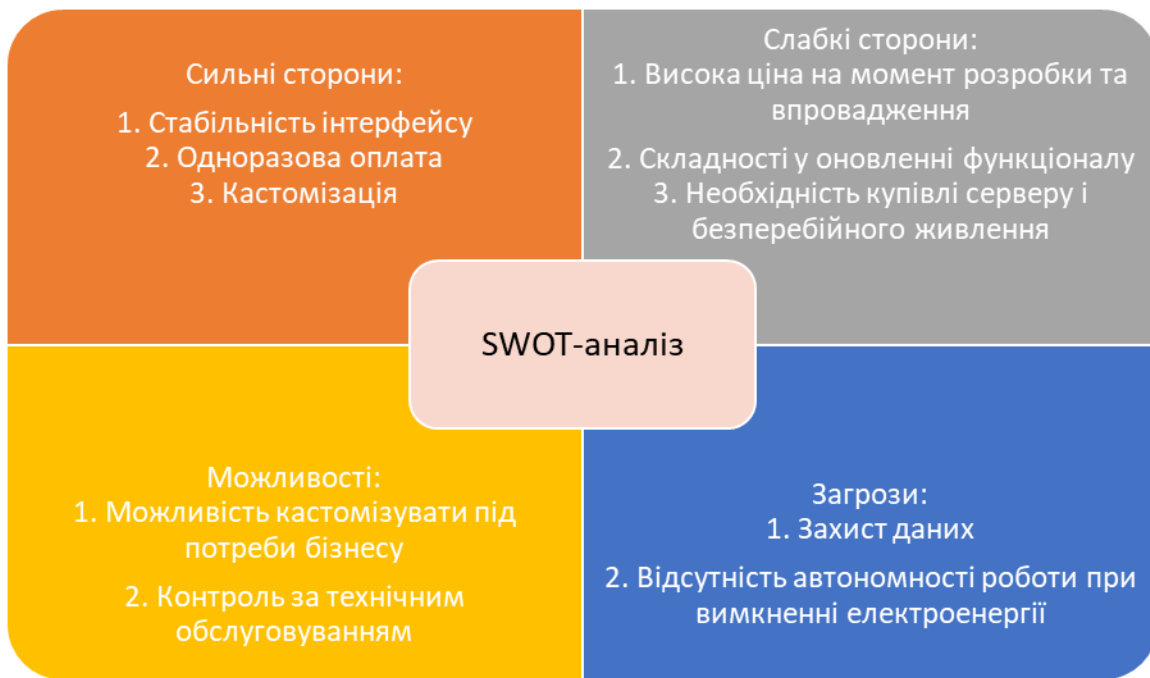 Сильні сторони:
1. Стабільність інтерфейсу
2. Одноразова оплата
3. Кастомізація
Слабкі сторони:
1. Висока ціна на момент розробки та
впровадження
2. Складності у оновленні функціоналу
3. Необхідність купівлі серверу і
безперебійного живлення
SWOT-аналіз
Можливості:
1. Можливість кастомізувати під
потреби бізнесу
2. Контроль за технічним
обслуговуванням
Загрози:
1. Захист даних
2. Відсутність автономності роботи при
вимкненні електроенергії